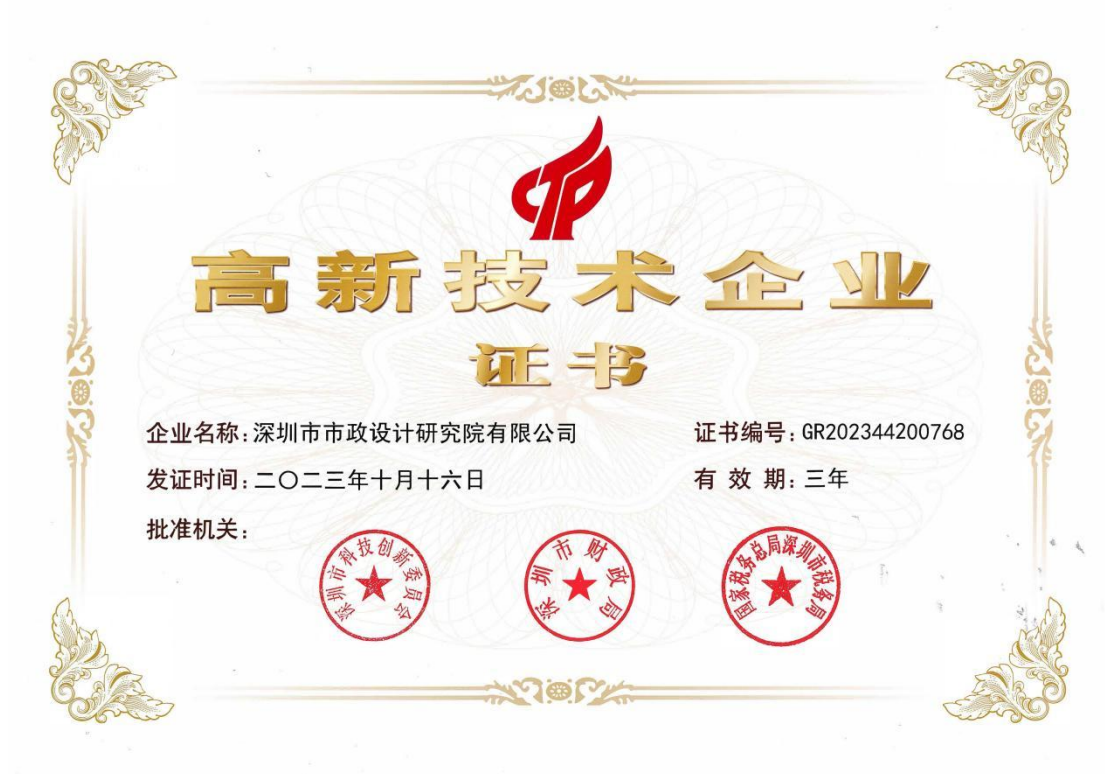 高新技术企业
证书
企业名称:深圳市市政设计研究院有限公司 证书编号:GR202344200768
发证时间:二〇二三年十月十六日 有效期:三年
批准机关:
深圳市科技创新委员会 深圳市财政局 国家税务总局深圳市税务局